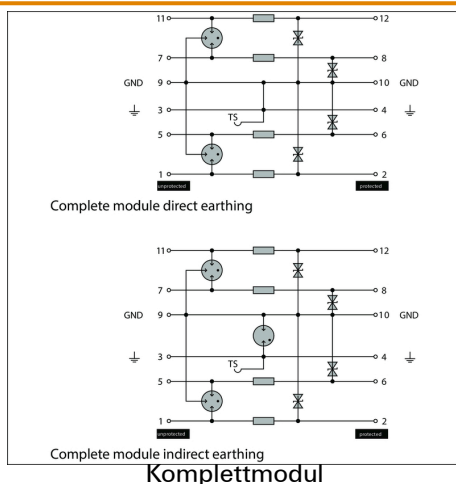 11 12
7 8
GND 9 10 GND
3 4
TS
5 6
1 2
unprotected protected
Complete module direct earthing
11 12
7 8
GND 9 10 GND
3 4
TS
5 6
1 2
unprotected protected
Complete module indirect earthing
Komplettmodul